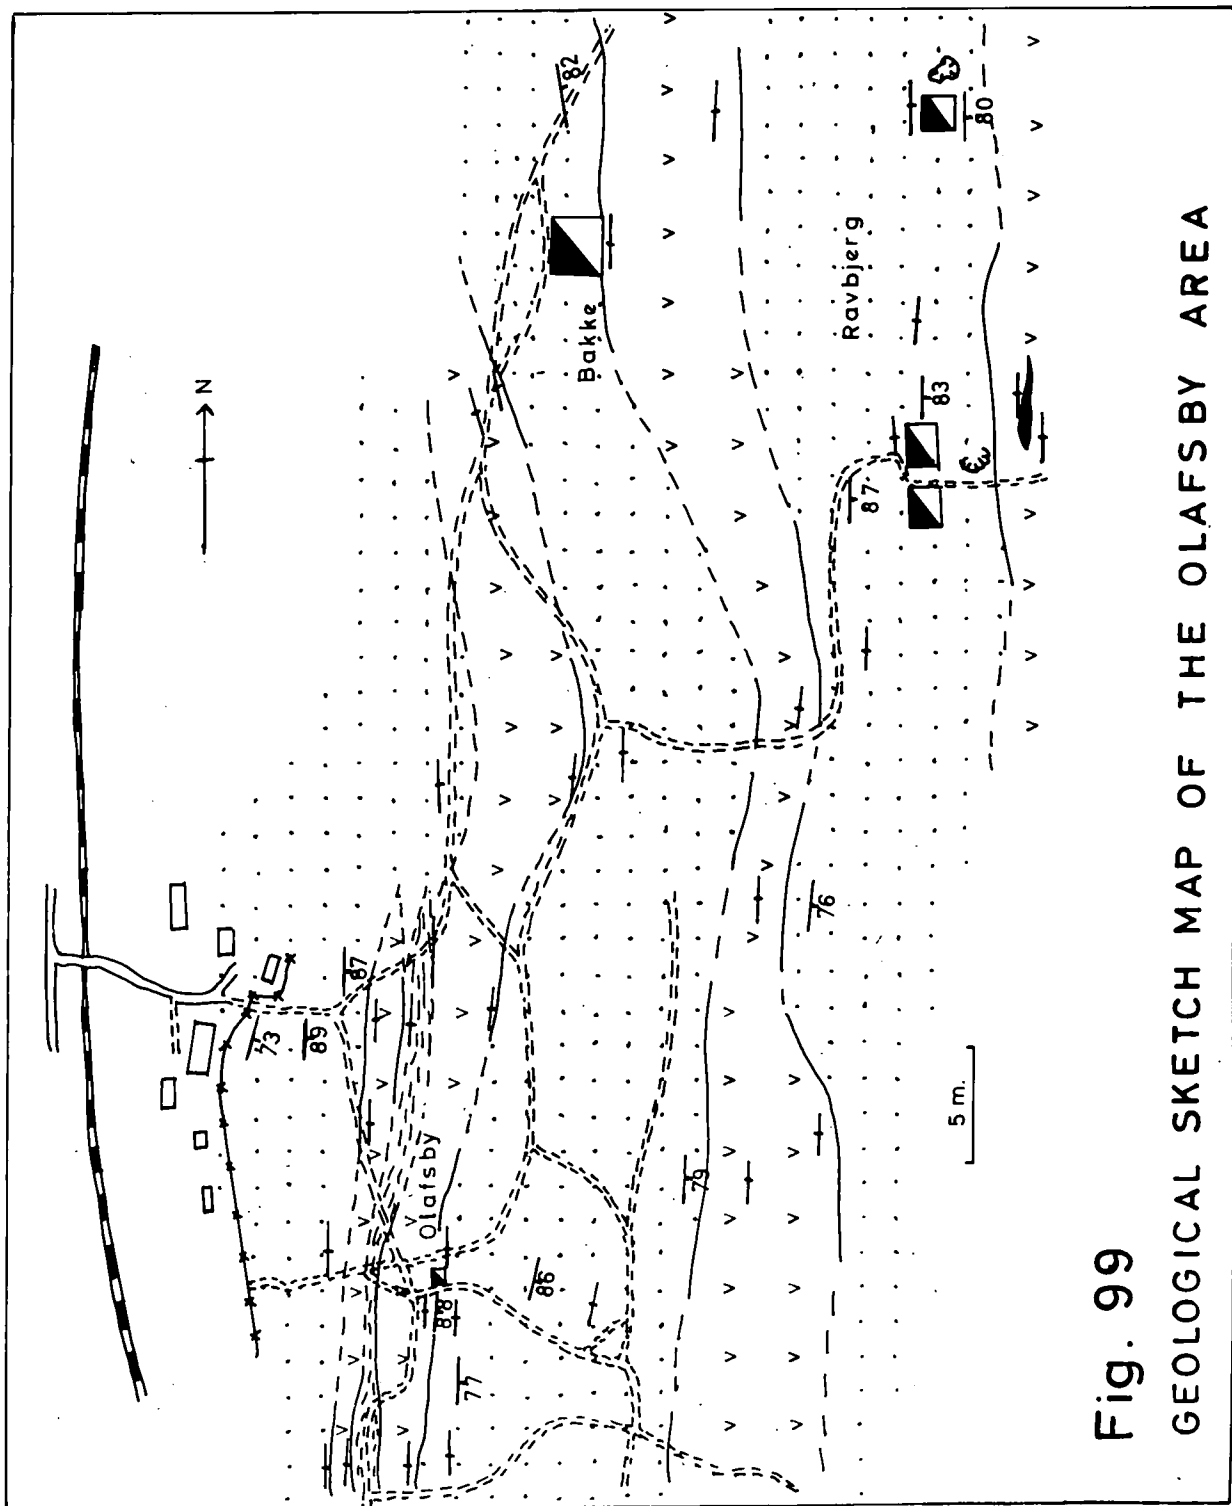 N
82
80
Ravbjerg
Bakke
83
87
76
87
73
89
5 m.
Olafsby
79
86
88
77
Fig. 99
GEOLOGICAL SKETCH MAP OF THE OLAFSBY AREA